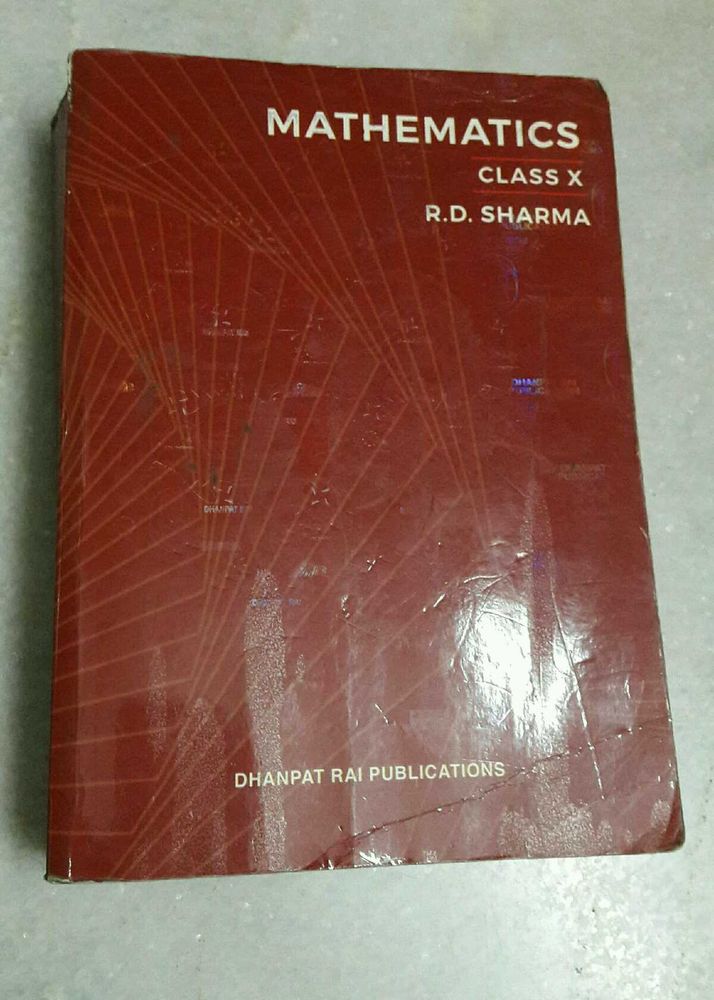 MATHEMATICS
CLASS X
R.D. SHARMA
DHANPAT RAI PUBLICATIONS